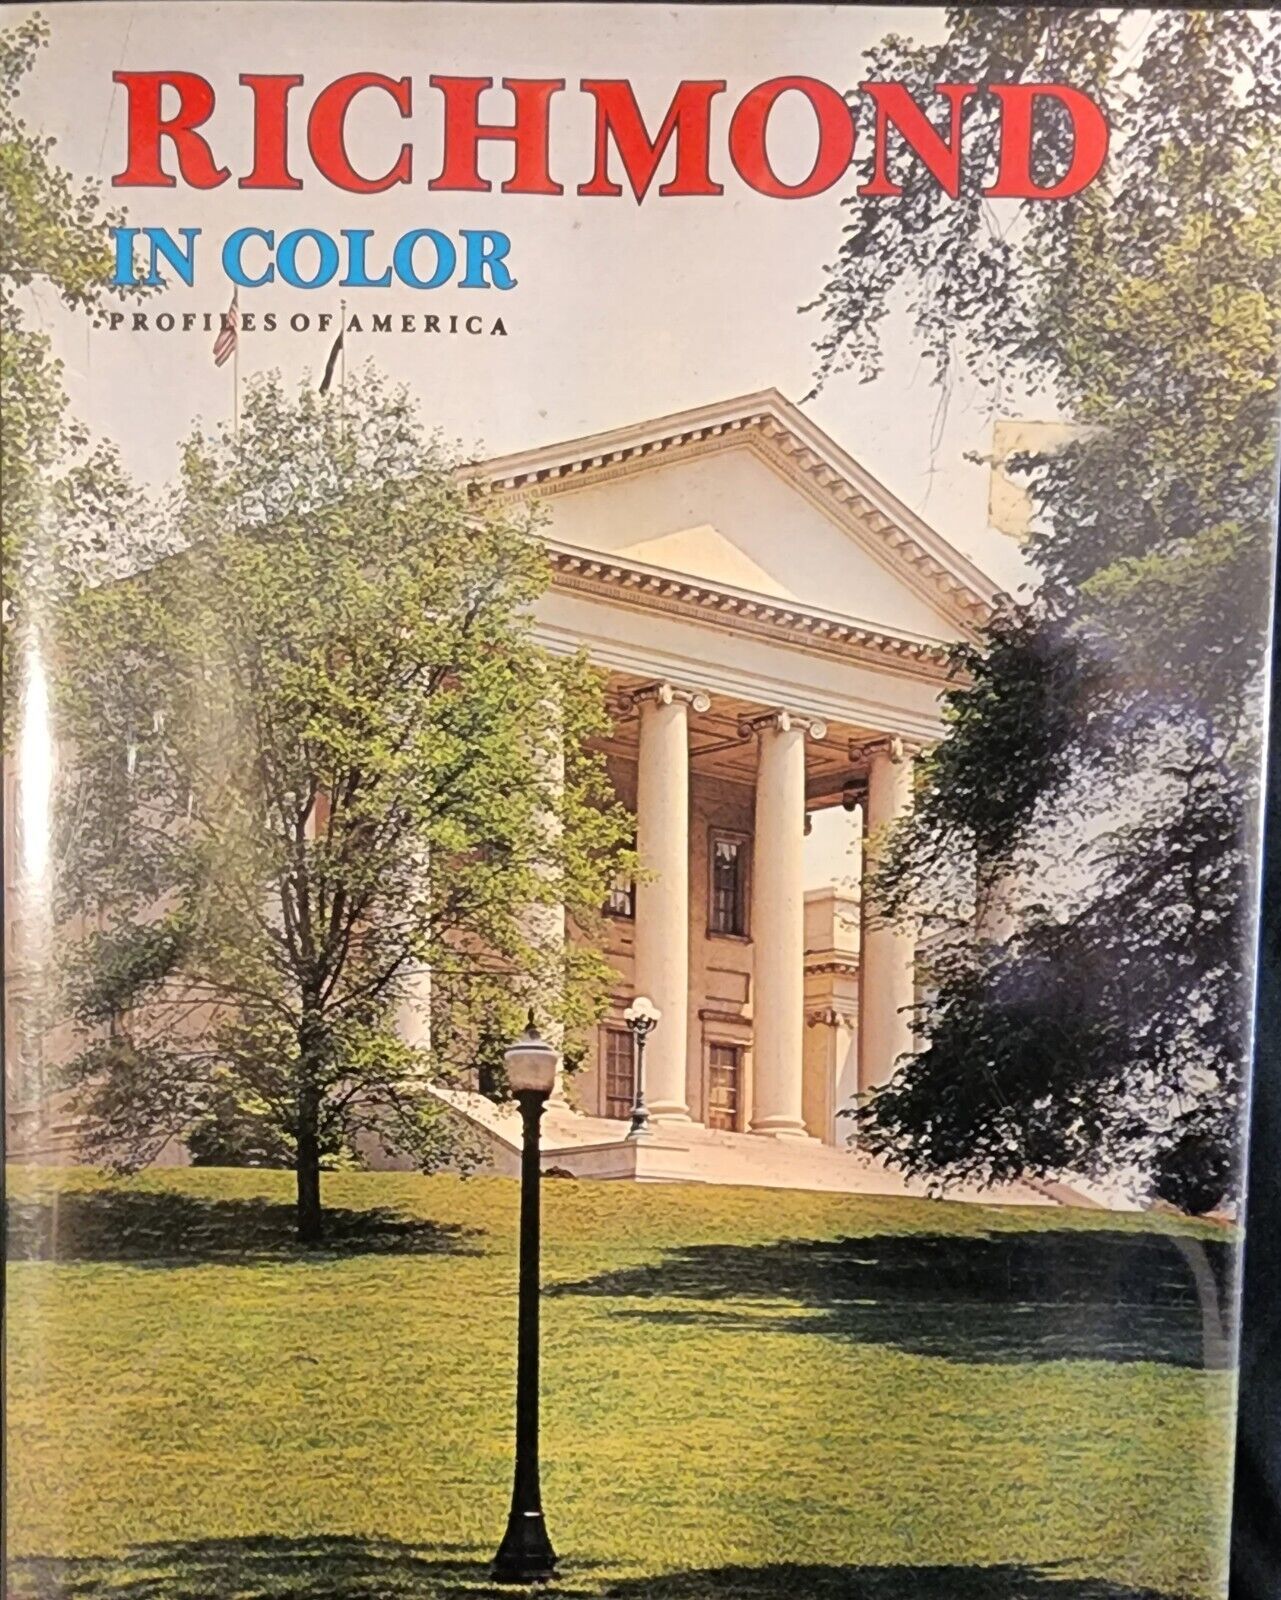 RICHMOND
IN COLOR
PROFILES OF AMERICA